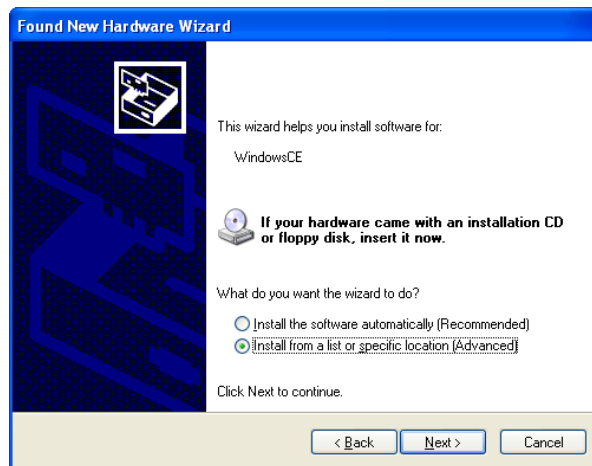 Found New Hardware Wizard
This wizard helps you install software for:
WindowsCE
If your hardware came with an installation CD
or floppy disk, insert it now.
What do you want the wizard to do?
Install the software automatically (Recommended)
Install from a list or specific location (Advanced)
Click Next to continue.
< Back
Next >
Cancel